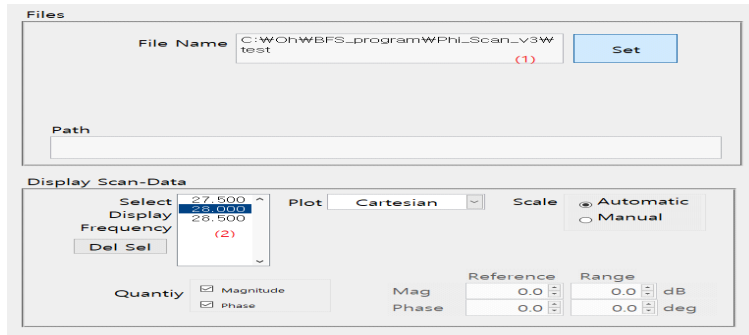 Files
File Name
C:₩Oh₩BFS_program₩Phi_Scan_v3₩
test
(1)
Set
Path
Display Scan-Data
Select
Display
Frequency
27.500
28.000
28.500
(2)
Del Sel
Plot
Cartesian
Scale
Automatic
Manual
Quantiy
Magnitude
Phase
Reference
Range
Mag
0.0
0.0
dB
Phase
0.0
0.0
deg